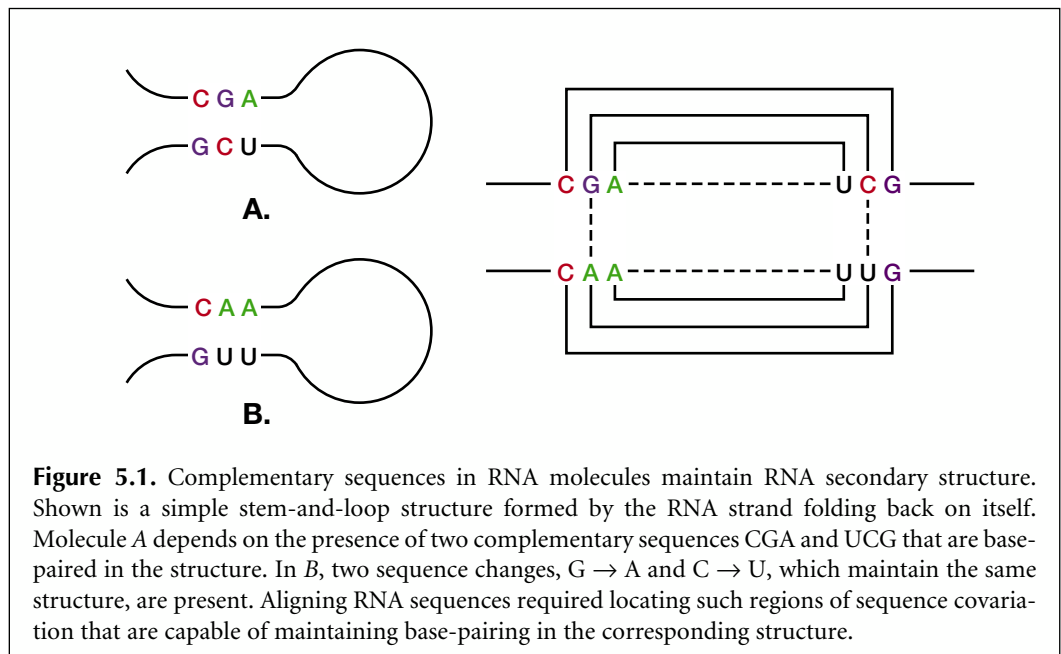 C G A
G C U
A.
C A A
G U U
B.
C G A U C G
C A A U U G
Figure 5.1. Complementary sequences in RNA molecules maintain RNA secondary structure.
Shown is a simple stem-and-loop structure formed by the RNA strand folding back on itself.
Molecule A depends on the presence of two complementary sequences CGA and UCG that are base-
paired in the structure. In B, two sequence changes, G → A and C → U, which maintain the same
structure, are present. Aligning RNA sequences required locating such regions of sequence covaria-
tion that are capable of maintaining base-pairing in the corresponding structure.